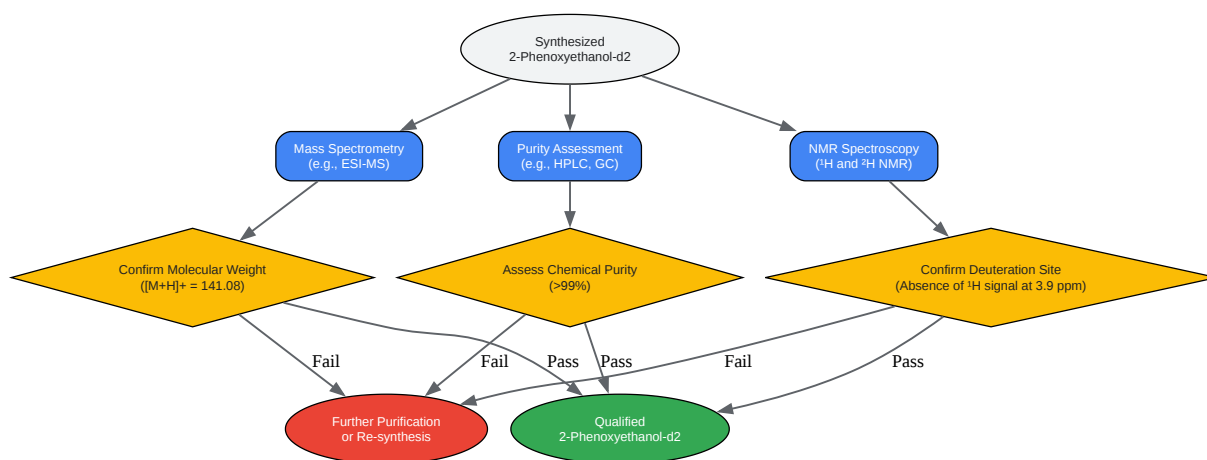 Synthesized
2-Phenoxyethanol-d2
Mass Spectrometry
(e.g., ESI-MS)
Purity Assessment
(e.g., HPLC, GC)
NMR Spectroscopy
(¹H and ²H NMR)
Confirm Molecular Weight
([M+H]+ = 141.08)
Assess Chemical Purity
(>99%)
Confirm Deuteration Site
(Absence of ¹H signal at 3.9 ppm)
Fail
Pass
Fail
Pass
Fail
Pass
Further Purification
or Re-synthesis
Qualified
2-Phenoxyethanol-d2